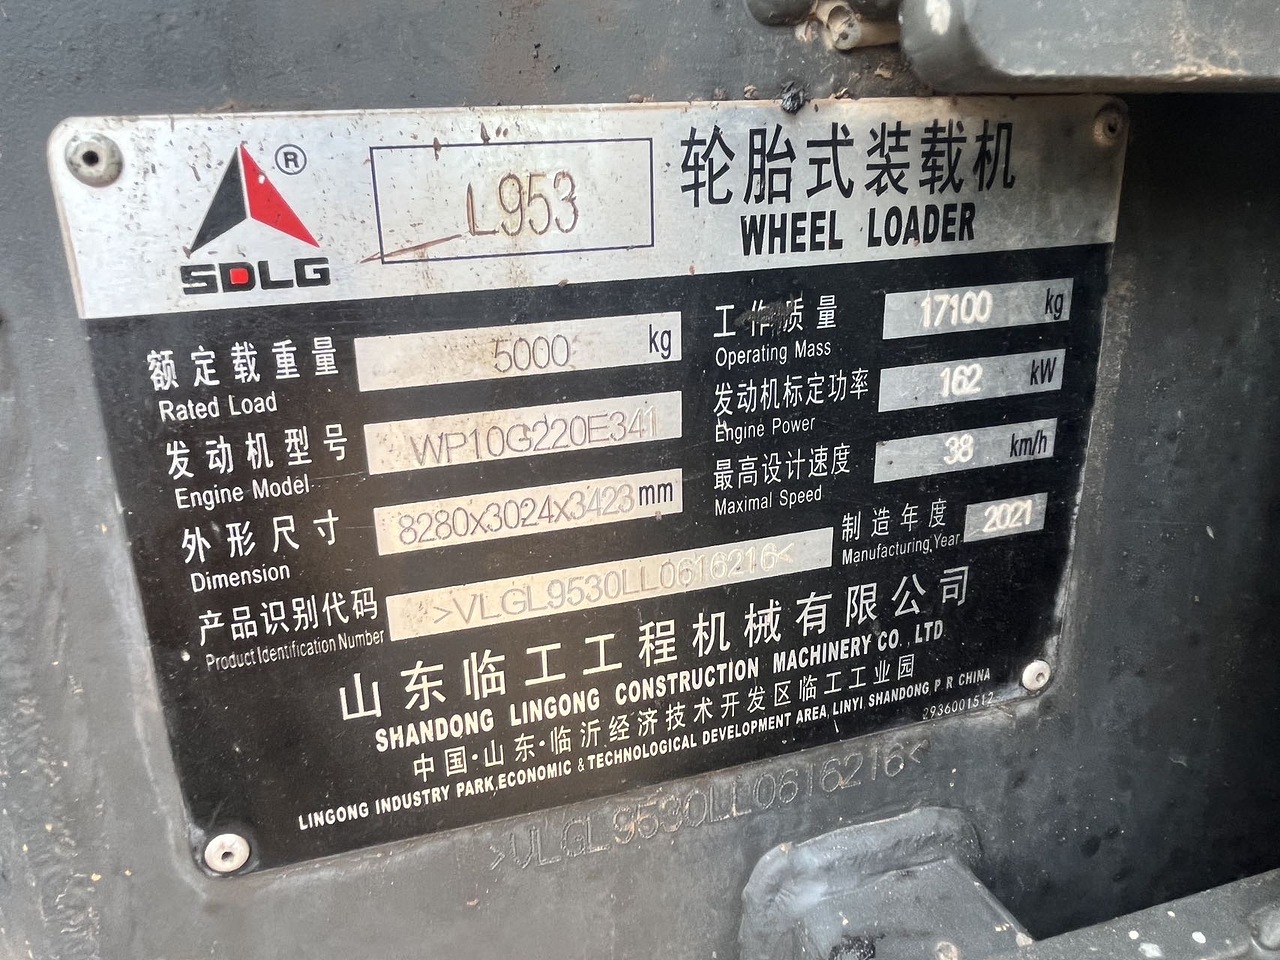 SDLG ®
L953
轮胎式装载机
WHEEL LOADER
额定载重量 5000 kg
Rated Load
工作质量 17100 kg
Operating Mass
发动机型号 WP10G220E341
Engine Model
发动机标定功率 162 kW
Engine Power
外形尺寸 8280x3024x3423 mm
Dimension
最高设计速度 38 km/h
Maximal Speed
产品识别代码 >VLGL9530LL0616216<
Product Identification Number
制造年度 2021
Manufacturing Year
山东临工工程机械有限公司
SHANDONG LINGONG CONSTRUCTION MACHINERY CO., LTD
中国·山东·临沂经济技术开发区临工工业园
LINGONG INDUSTRY PARK,ECONOMIC & TECHNOLOGICAL DEVELOPMENT AREA, LINYI, SHANDONG, P. R. CHINA
2936001512
>VLGL9530LL0616216<